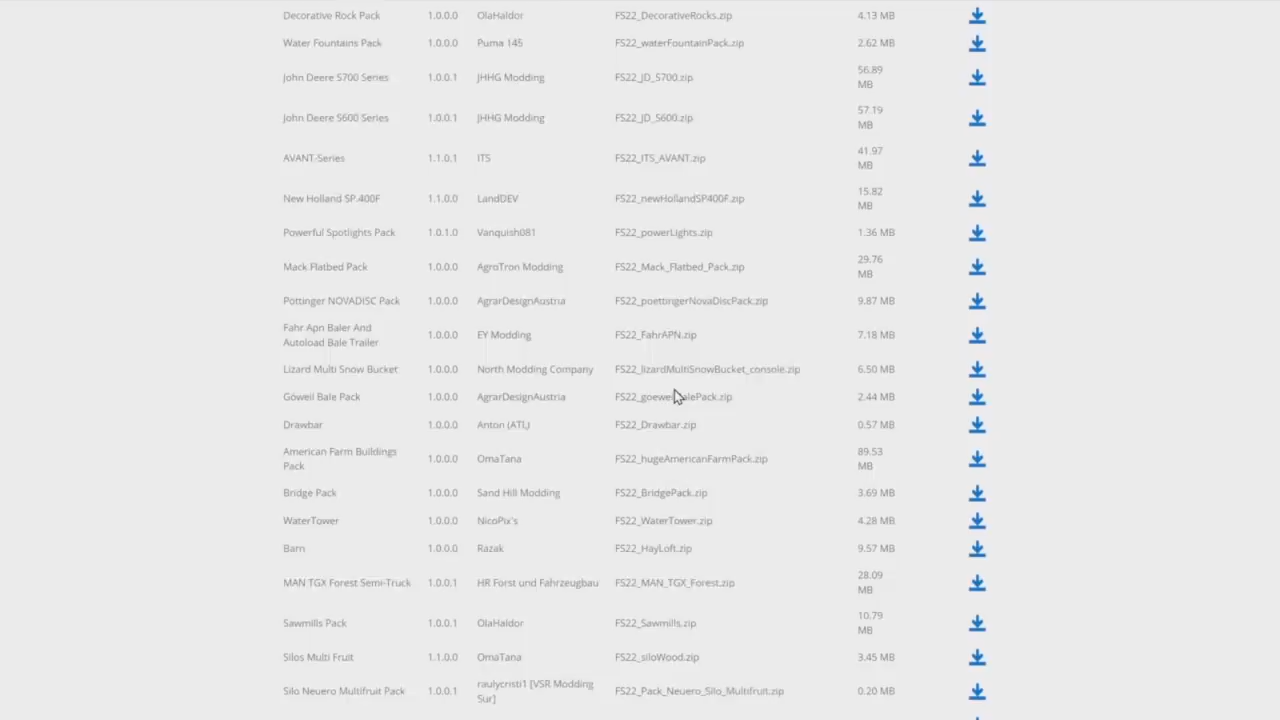 Decorative Rock Pack 1.0.0.0 OlaHaldor FS22_DecorativeRocks.zip 4.13 MB
Water Fountains Pack 1.0.0.0 Puma 145 FS22_waterFountainPack.zip 2.62 MB
John Deere S700 Series 1.0.0.1 JHHG Modding FS22_JD_S700.zip 56.89
MB
John Deere S600 Series 1.0.0.1 JHHG Modding FS22_JD_S600.zip 57.19
MB
AVANT-Series 1.1.0.1 ITS FS22_ITS_AVANT.zip 41.97
MB
New Holland SP.400F 1.1.0.0 LandDEV FS22_newHollandSP400F.zip 15.82
MB
Powerful Spotlights Pack 1.0.1.0 Vanquish081 FS22_powerLights.zip 1.36 MB
Mack Flatbed Pack 1.0.0.0 AgroTron Modding FS22_Mack_Flatbed_Pack.zip 29.76
MB
Pottinger NOVADISC Pack 1.0.0.0 AgrarDesignAustria FS22_poettingerNovaDiscPack.zip 9.87 MB
Fahr Apn Baler And
Autoload Bale Trailer 1.0.0.0 EY Modding FS22_FahrAPN.zip 7.18 MB
Lizard Multi Snow Bucket 1.0.0.0 North Modding Company FS22_lizardMultiSnowBucket_console.zip 6.50 MB
Göweil Bale Pack 1.0.0.0 AgrarDesignAustria 2.44 MB
Drawbar 1.0.0.0 Anton (ATL) FS22_Drawbar.zip 0.57 MB
American Farm Buildings
Pack 1.0.0.0 OmaTana FS22_hugeAmericanFarmPack.zip 89.53
MB
Bridge Pack 1.0.0.0 Sand Hill Modding FS22_BridgePack.zip 3.69 MB
WaterTower 1.0.0.0 NicoPix's FS22_WaterTower.zip 4.28 MB
Barn 1.0.0.0 Razak FS22_HayLoft.zip 9.57 MB
MAN TGX Forest Semi-Truck 1.0.0.1 HR Forst und Fahrzeugbau FS22_MAN_TGX_Forest.zip 28.09
MB
Sawmills Pack 1.0.0.1 OlaHaldor FS22_Sawmills.zip 10.79
MB
Silos Multi Fruit 1.1.0.0 OmaTana FS22_siloWood.zip 3.45 MB
Silo Neuero Multifruit Pack 1.0.0.1 raulycristi1 [VSR Modding
Sur] FS22_Pack_Neuero_Silo_Multifruit.zip 0.20 MB